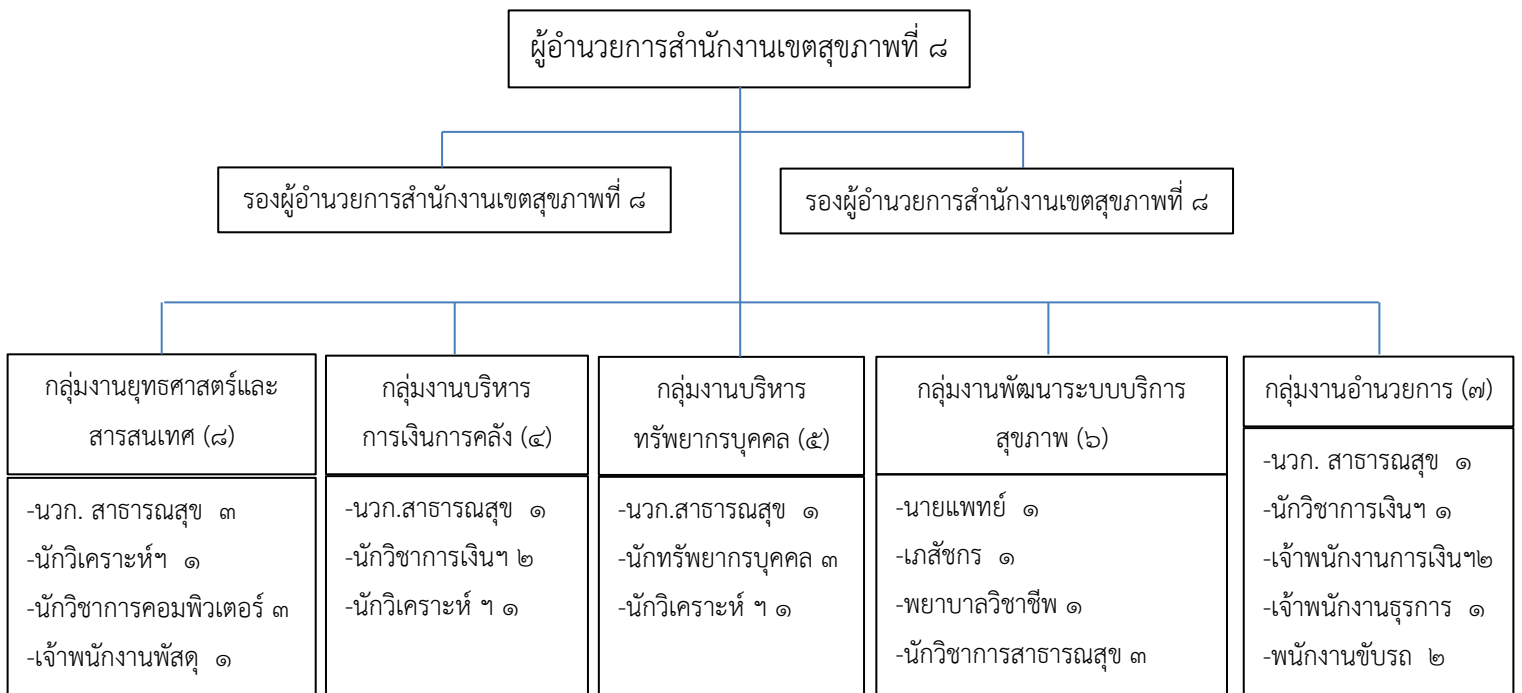 ผู้อำนวยการสำนักงานเขตสุขภาพที่ ๘
รองผู้อำนวยการสำนักงานเขตสุขภาพที่ ๘
รองผู้อำนวยการสำนักงานเขตสุขภาพที่ ๘
กลุ่มงานยุทธศาสตร์และ
สารสนเทศ (๘)
-นวก. สาธารณสุข ๓
-นักวิเคราะห์ฯ ๑
-นักวิชาการคอมพิวเตอร์ ๓
-เจ้าพนักงานพัสดุ ๑
กลุ่มงานบริหาร
การเงินการคลัง (๔)
-นวก.สาธารณสุข ๑
-นักวิชาการเงินฯ ๒
-นักวิเคราะห์ ฯ ๑
กลุ่มงานบริหาร
ทรัพยากรบุคคล (๕)
-นวก.สาธารณสุข ๑
-นักทรัพยากรบุคคล ๓
-นักวิเคราะห์ ฯ ๑
กลุ่มงานพัฒนาระบบบริการ
สุขภาพ (๖)
-นายแพทย์ ๑
-เภสัชกร ๑
-พยาบาลวิชาชีพ ๑
-นักวิชาการสาธารณสุข ๓
กลุ่มงานอำนวยการ (๗)
-นวก. สาธารณสุข ๑
-นักวิชาการเงินฯ ๑
-เจ้าพนักงานการเงินฯ๒
-เจ้าพนักงานธุรการ ๑
-พนักงานขับรถ ๒